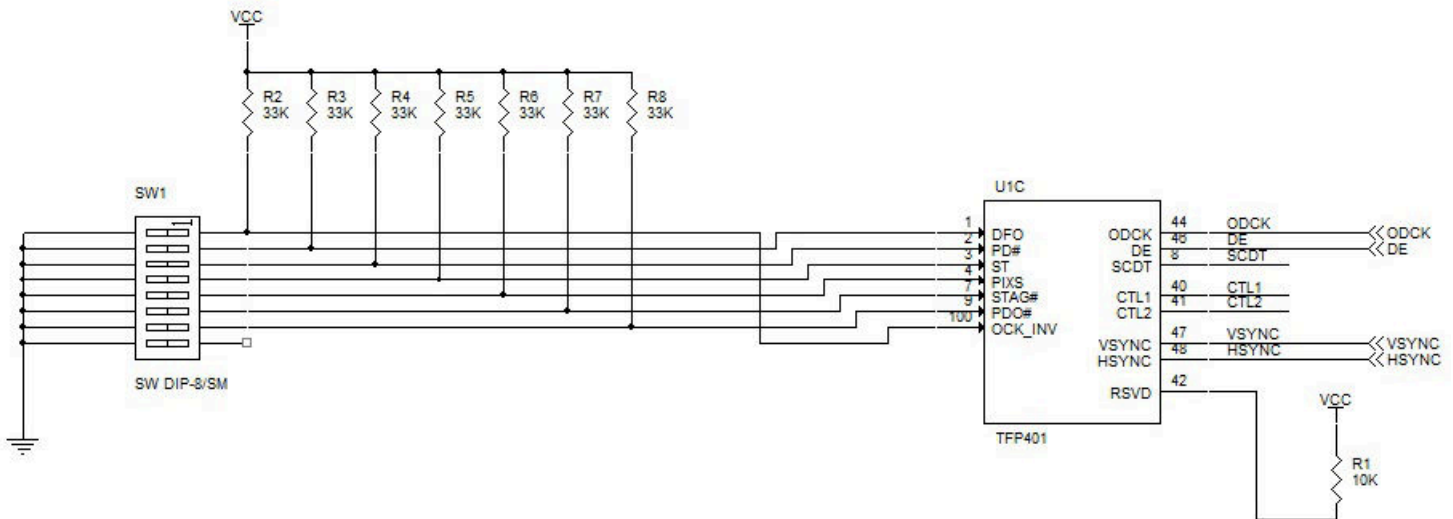 VCC
R2
33K
R3
33K
R4
33K
R5
33K
R6
33K
R7
33K
R8
33K
SW1
1
SW DIP-8/SM
U1C
1
DFO
2
PD#
3
ST
4
PIXS
7
STAG#
9
PDO#
100
OCK_INV
ODCK
44
ODCK
ODCK
DE
46
DE
DE
SCDT
8
SCDT
CTL1
40
CTL1
CTL2
41
CTL2
VSYNC
47
VSYNC
VSYNC
HSYNC
48
HSYNC
HSYNC
RSVD
42
TFP401
VCC
R1
10K